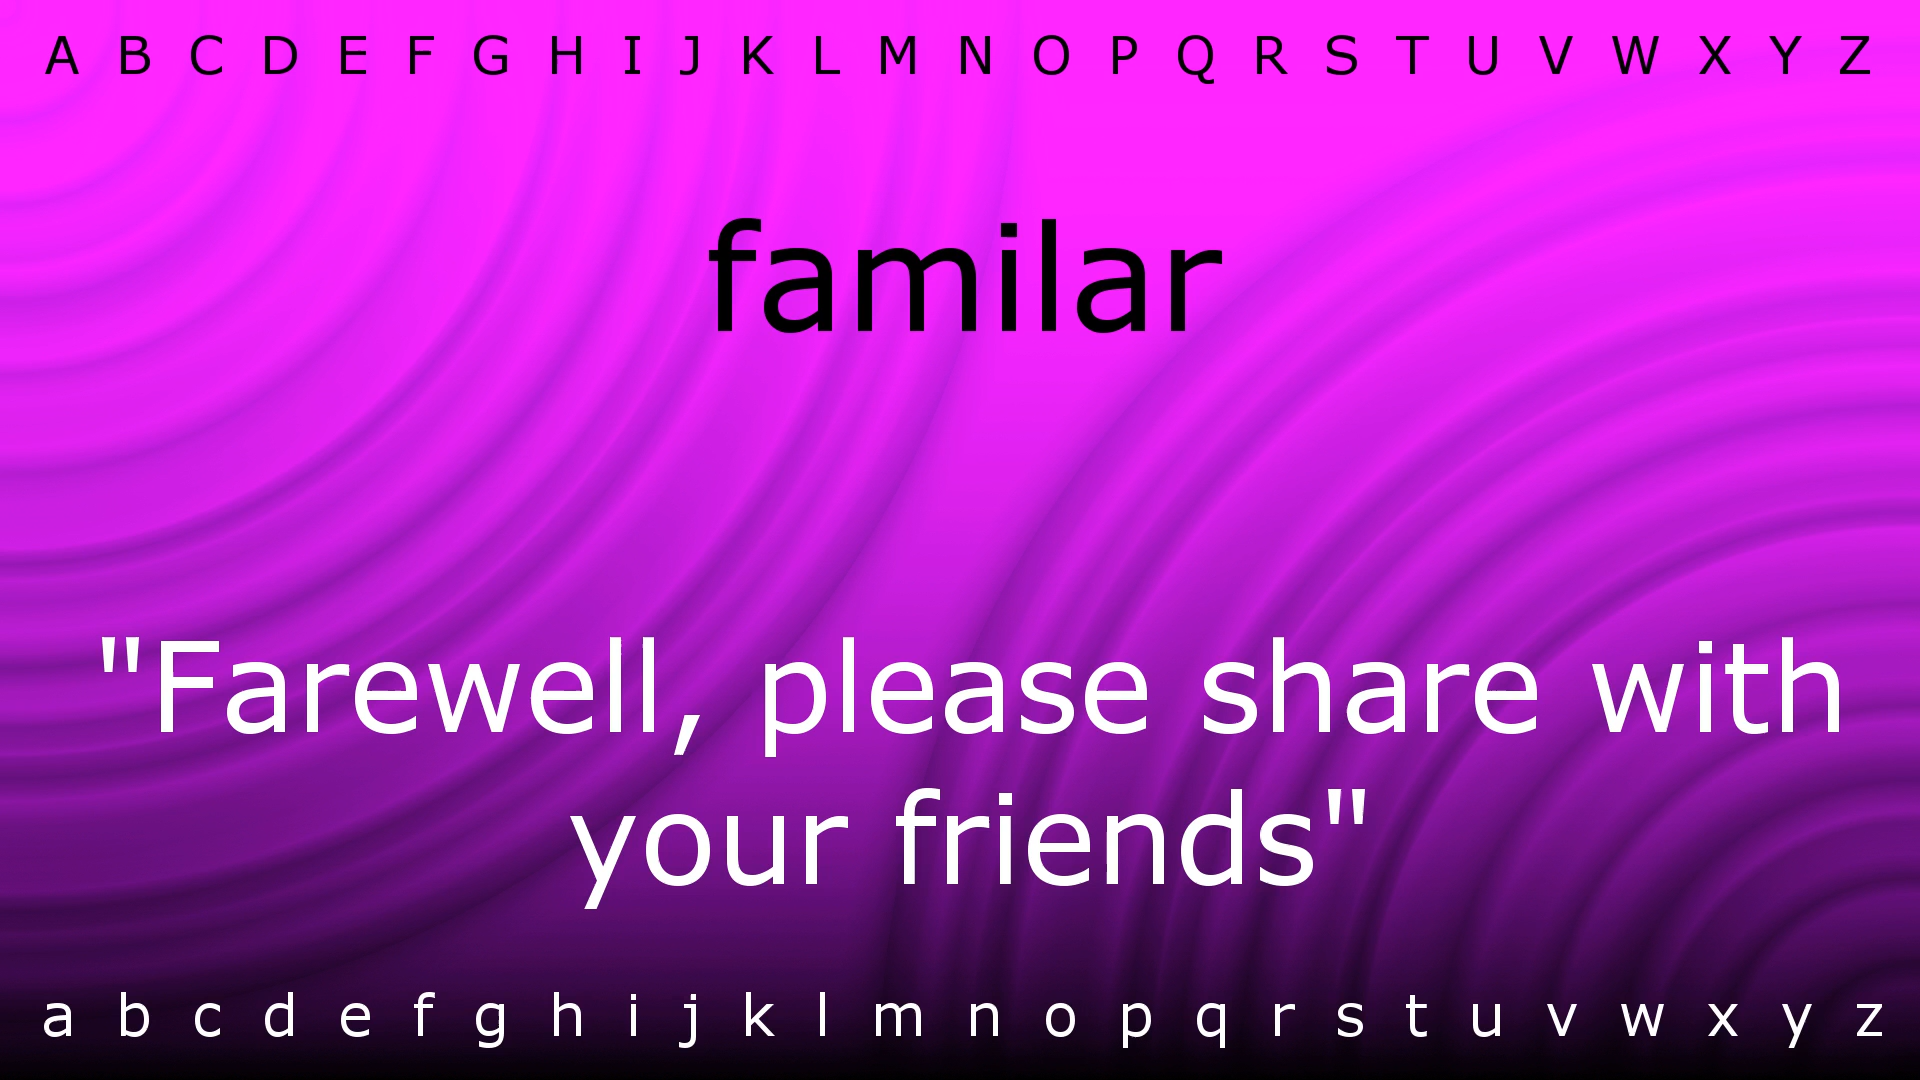 A B C D E F G H I J K L M N O P Q R S T U V W X Y Z
familar
"Farewell, please share with
your friends"
a b c d e f g h i j k l m n o p q r s t u v w x y z